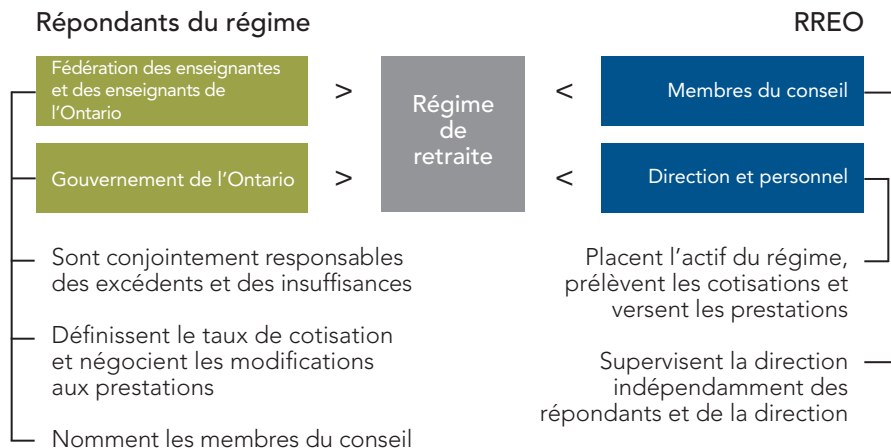 Répondants du régime
RREO
Fédération des enseignantes
et des enseignants de
l'Ontario
>
Régime
de
retraite
<
Membres du conseil
Gouvernement de l'Ontario
>
<
Direction et personnel
Sont conjointement responsables
des excédents et des insuffisances
Définissent le taux de cotisation
et négocient les modifications
aux prestations
Nomment les membres du conseil
Placent l'actif du régime,
prélèvent les cotisations et
versent les prestations
Supervisent la direction
indépendamment des
répondants et de la direction